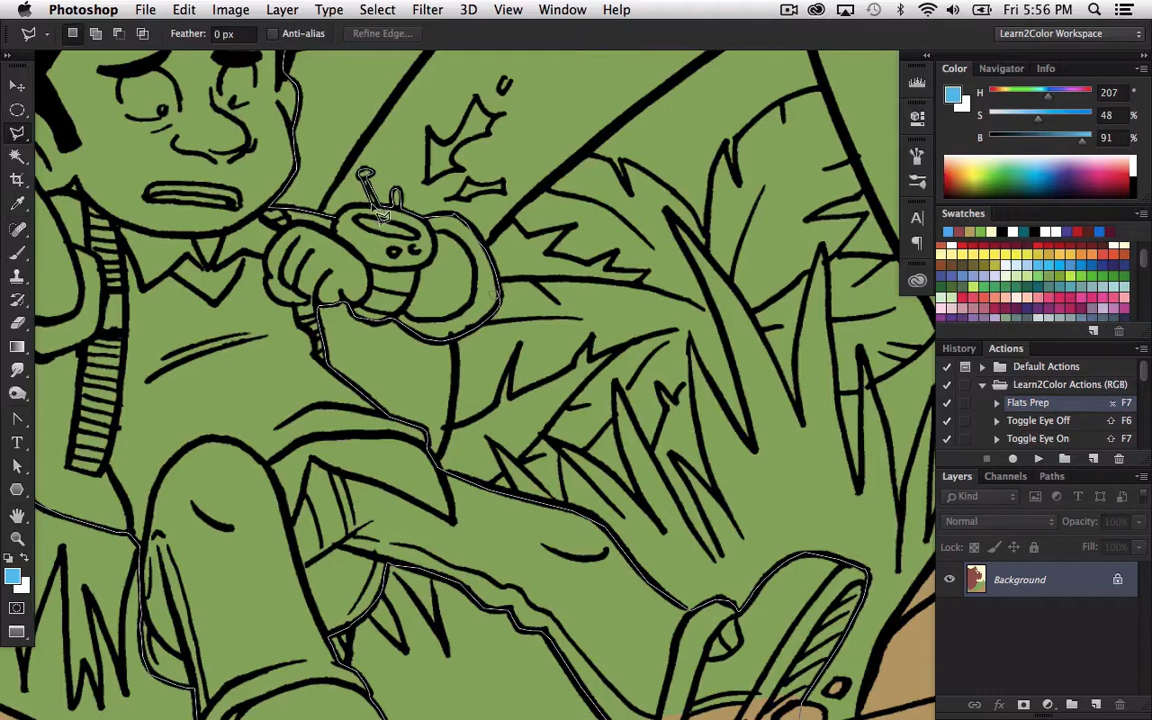 Photoshop File Edit Image Layer Type Select Filter 3D View Window Help Fri 5:56 PM
Feather: 0 px Anti-alias Refine Edge... Learn2Color Workspace
Color Navigator Info
H 207 °
S 48 %
B 91 %
Swatches
History Actions
Default Actions
Learn2Color Actions (RGB)
Flats Prep F7
Toggle Eye Off F6
Toggle Eye On F7
Layers Channels Paths
Kind
Normal Opacity: 100%
Lock: Fill: 100%
Background